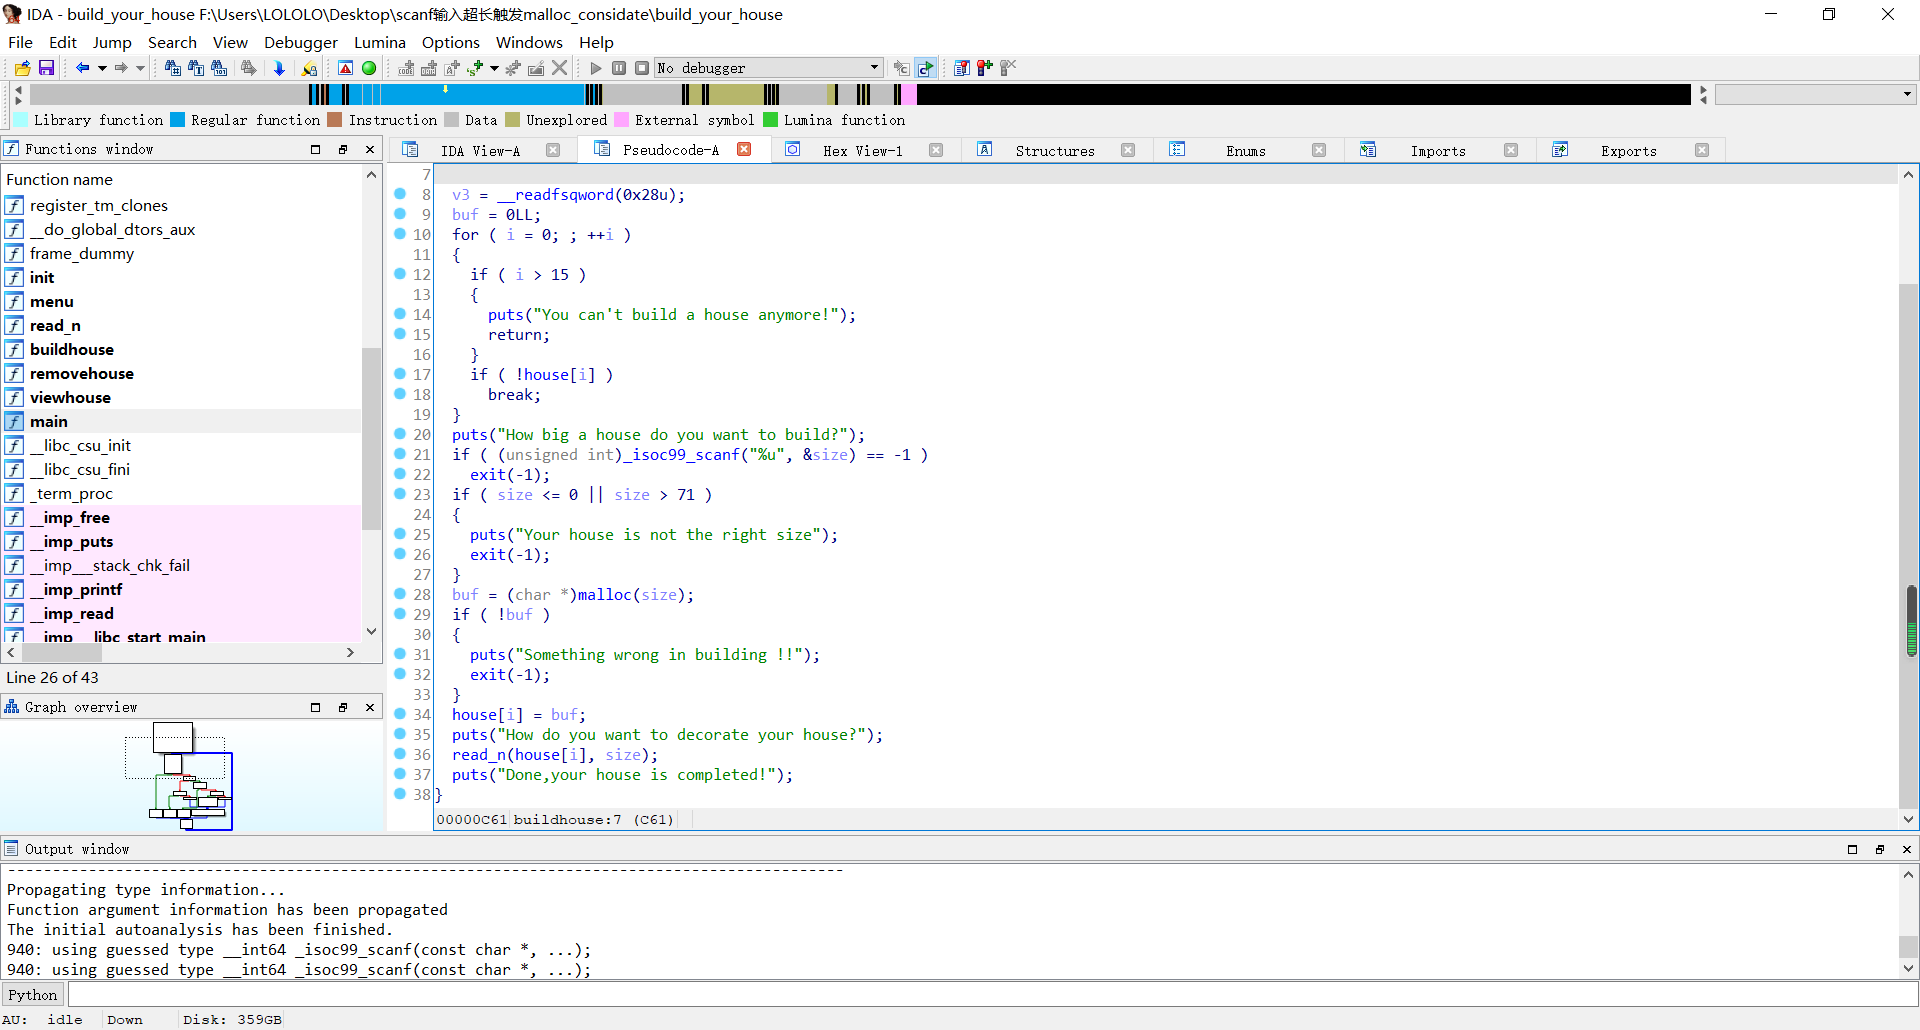 IDA - build_your_house F:\Users\LOLOLO\Desktop\scanf输入超长触发malloc_considate\build_your_house
File Edit Jump Search View Debugger Lumina Options Windows Help
No debugger
Library function Regular function Instruction Data Unexplored External symbol Lumina function
Functions window
Function name
register_tm_clones
__do_global_dtors_aux
frame_dummy
init
menu
read_n
buildhouse
removehouse
viewhouse
main
__libc_csu_init
__libc_csu_fini
_term_proc
__imp_free
__imp_puts
__imp___stack_chk_fail
__imp_printf
__imp_read
__imp___libc_start_main
Line 26 of 43
Graph overview
IDA View-A Pseudocode-A Hex View-1 Structures Enums Imports Exports
7
8 v3 = __readfsqword(0x28u);
9 buf = 0LL;
10 for ( i = 0; ; ++i )
11 {
12 if ( i > 15 )
13 {
14 puts("You can't build a house anymore!");
15 return;
16 }
17 if ( !house[i] )
18 break;
19 }
20 puts("How big a house do you want to build?");
21 if ( (unsigned int)_isoc99_scanf("%u", &size) == -1 )
22 exit(-1);
23 if ( size <= 0 || size > 71 )
24 {
25 puts("Your house is not the right size");
26 exit(-1);
27 }
28 buf = (char *)malloc(size);
29 if ( !buf )
30 {
31 puts("Something wrong in building !!");
32 exit(-1);
33 }
34 house[i] = buf;
35 puts("How do you want to decorate your house?");
36 read_n(house[i], size);
37 puts("Done,your house is completed!");
38 }
00000C61 buildhouse:7 (C61)
Output window
Propagating type information...
Function argument information has been propagated
The initial autoanalysis has been finished.
940: using guessed type __int64 _isoc99_scanf(const char *, ...);
940: using guessed type __int64 _isoc99_scanf(const char *, ...);
Python
AU: idle Down Disk: 359GB